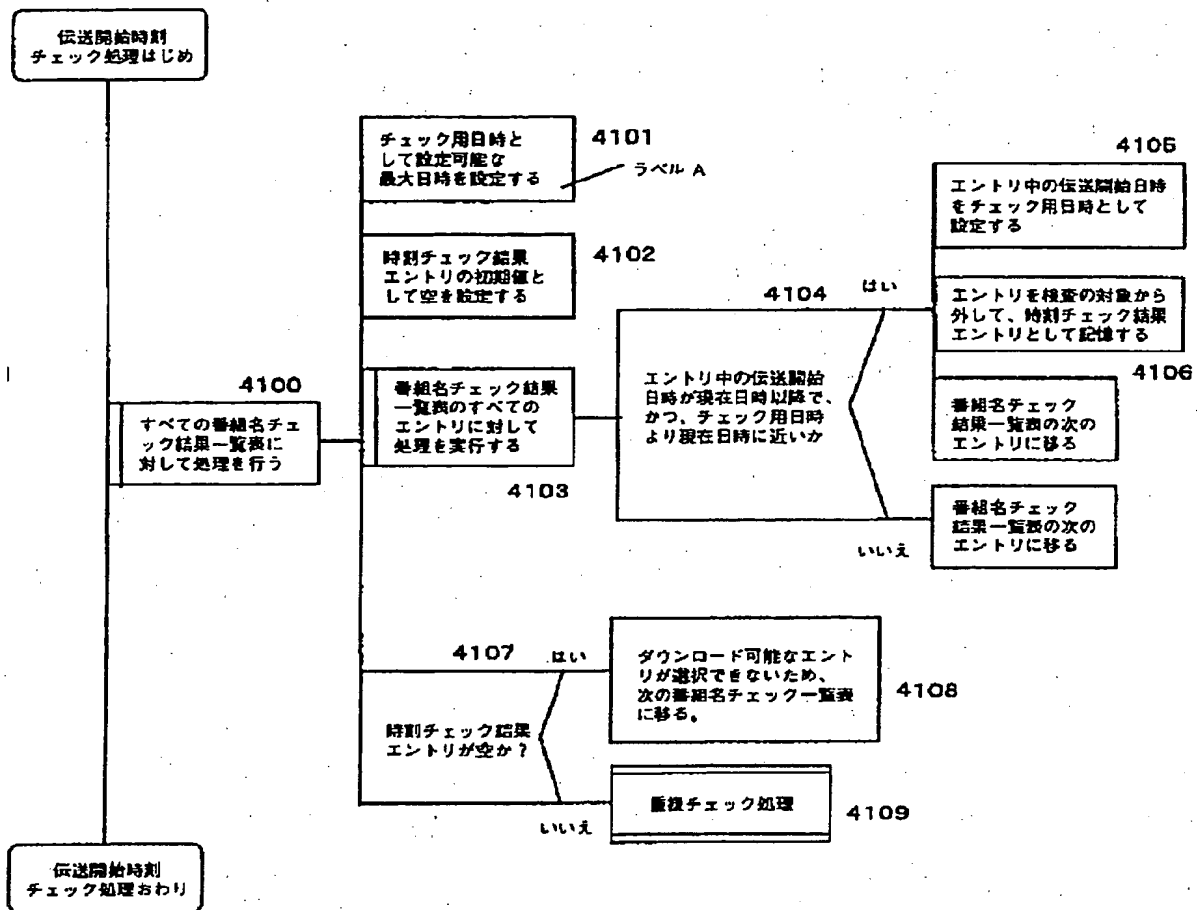 伝送開始時刻
チェック処理はじめ
チェック用日時と
して設定可能な
最大日時を設定する
4101
ラベル A
時刻チェック結果
エントリの初期値と
して空を設定する
4102
4100
すべての番組名チェ
ック結果一覧表に
対して処理を行う
番組名チェック結果
一覧表のすべての
エントリに対して
処理を実行する
4103
4104
はい
エントリ中の伝送開始
日時が現在日時以降で、
かつ、チェック用日時
より現在日時に近いか
いいえ
4105
エントリ中の伝送開始日時
をチェック用日時として
設定する
エントリを検査の対象から
外して、時刻チェック結果
エントリとして記憶する
4106
番組名チェック
結果一覧表の次の
エントリに移る
番組名チェック
結果一覧表の次の
エントリに移る
4107
はい
時刻チェック結果
エントリが空か？
いいえ
ダウンロード可能なエント
リが選択できないため、
次の番組名チェック一覧表
に移る。
4108
重複チェック処理
4109
伝送開始時刻
チェック処理おわり